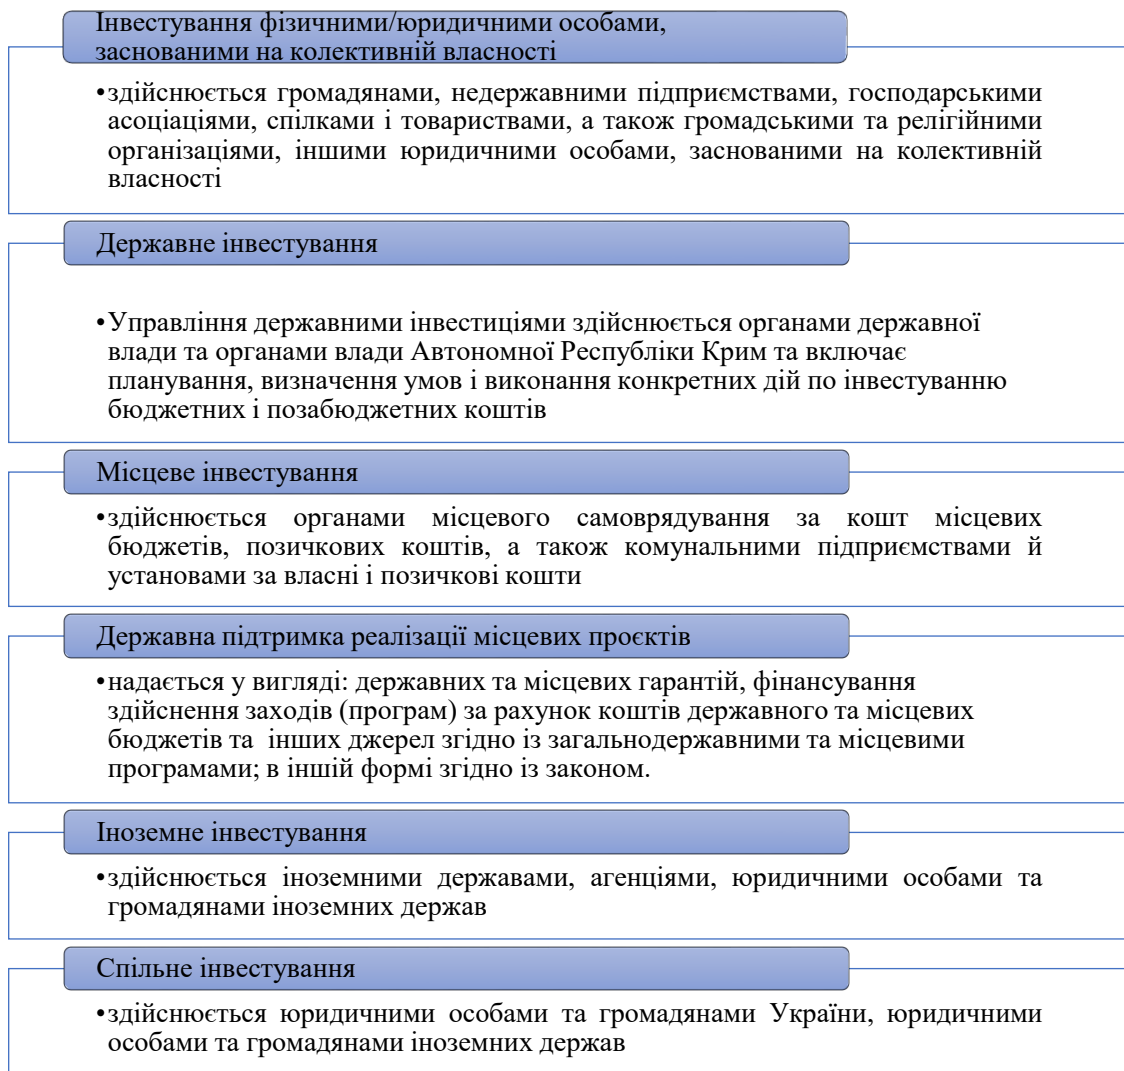 Інвестування фізичними/юридичними особами,
заснованими на колективній власності
•здійснюється громадянами, недержавними підприємствами, господарськими
асоціаціями, спілками і товариствами, а також громадськими та релігійними
організаціями, іншими юридичними особами, заснованими на колективній
власності
Державне інвестування
•Управління державними інвестиціями здійснюється органами державної
влади та органами влади Автономної Республіки Крим та включає
планування, визначення умов і виконання конкретних дій по інвестуванню
бюджетних і позабюджетних коштів
Місцеве інвестування
•здійснюється органами місцевого самоврядування за кошт місцевих
бюджетів, позичкових коштів, а також комунальними підприємствами й
установами за власні і позичкові кошти
Державна підтримка реалізації місцевих проєктів
•надається у вигляді: державних та місцевих гарантій, фінансування
здійснення заходів (програм) за рахунок коштів державного та місцевих
бюджетів та інших джерел згідно із загальнодержавними та місцевими
програмами; в іншій формі згідно із законом.
Іноземне інвестування
•здійснюється іноземними державами, агенціями, юридичними особами та
громадянами іноземних держав
Спільне інвестування
•здійснюється юридичними особами та громадянами України, юридичними
особами та громадянами іноземних держав